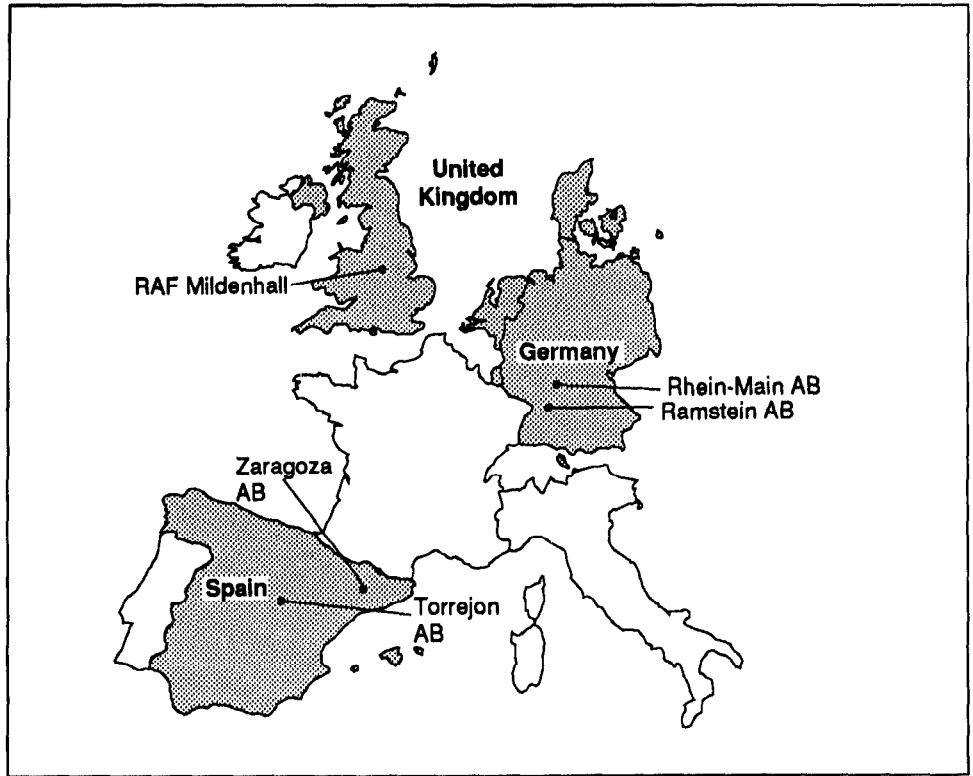 United
Kingdom
RAF Mildenhall
Germany
Rhein-Main AB
Ramstein AB
Zaragoza
AB
Spain
Torrejon
AB